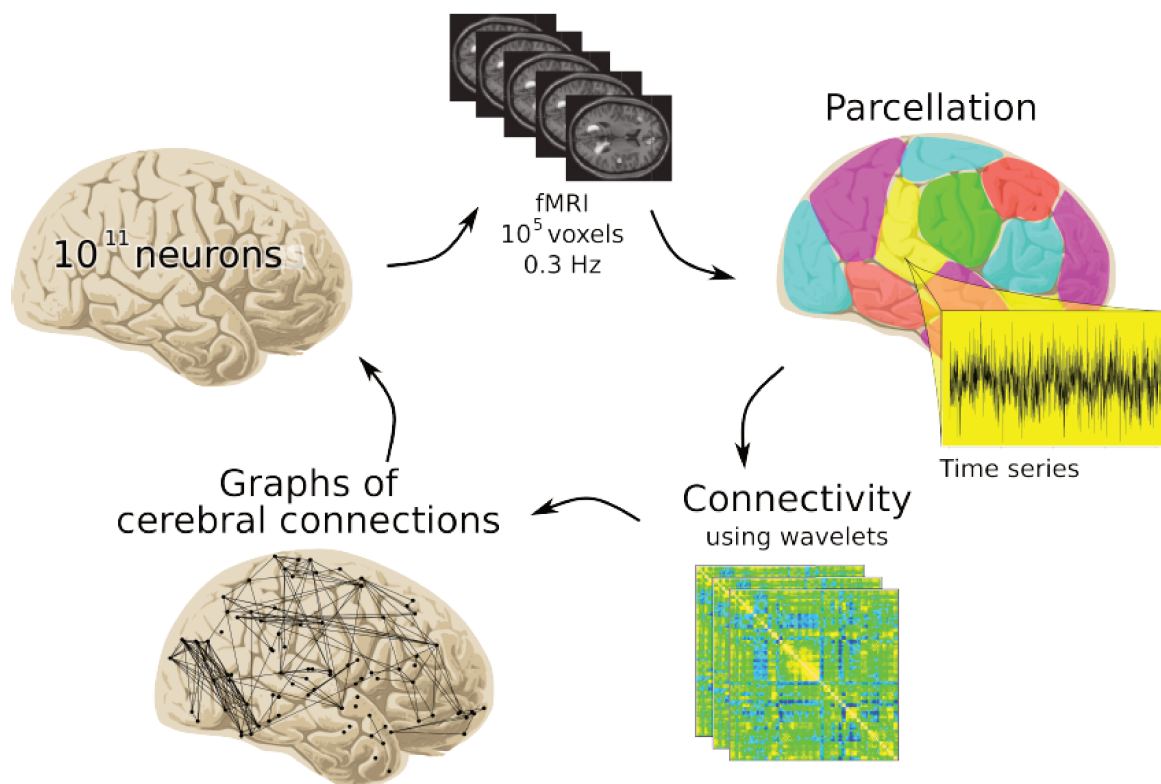 10¹¹ neurons
fMRI
10⁵ voxels
0.3 Hz
Parcellation
Time series
Connectivity
using wavelets
Graphs of
cerebral connections